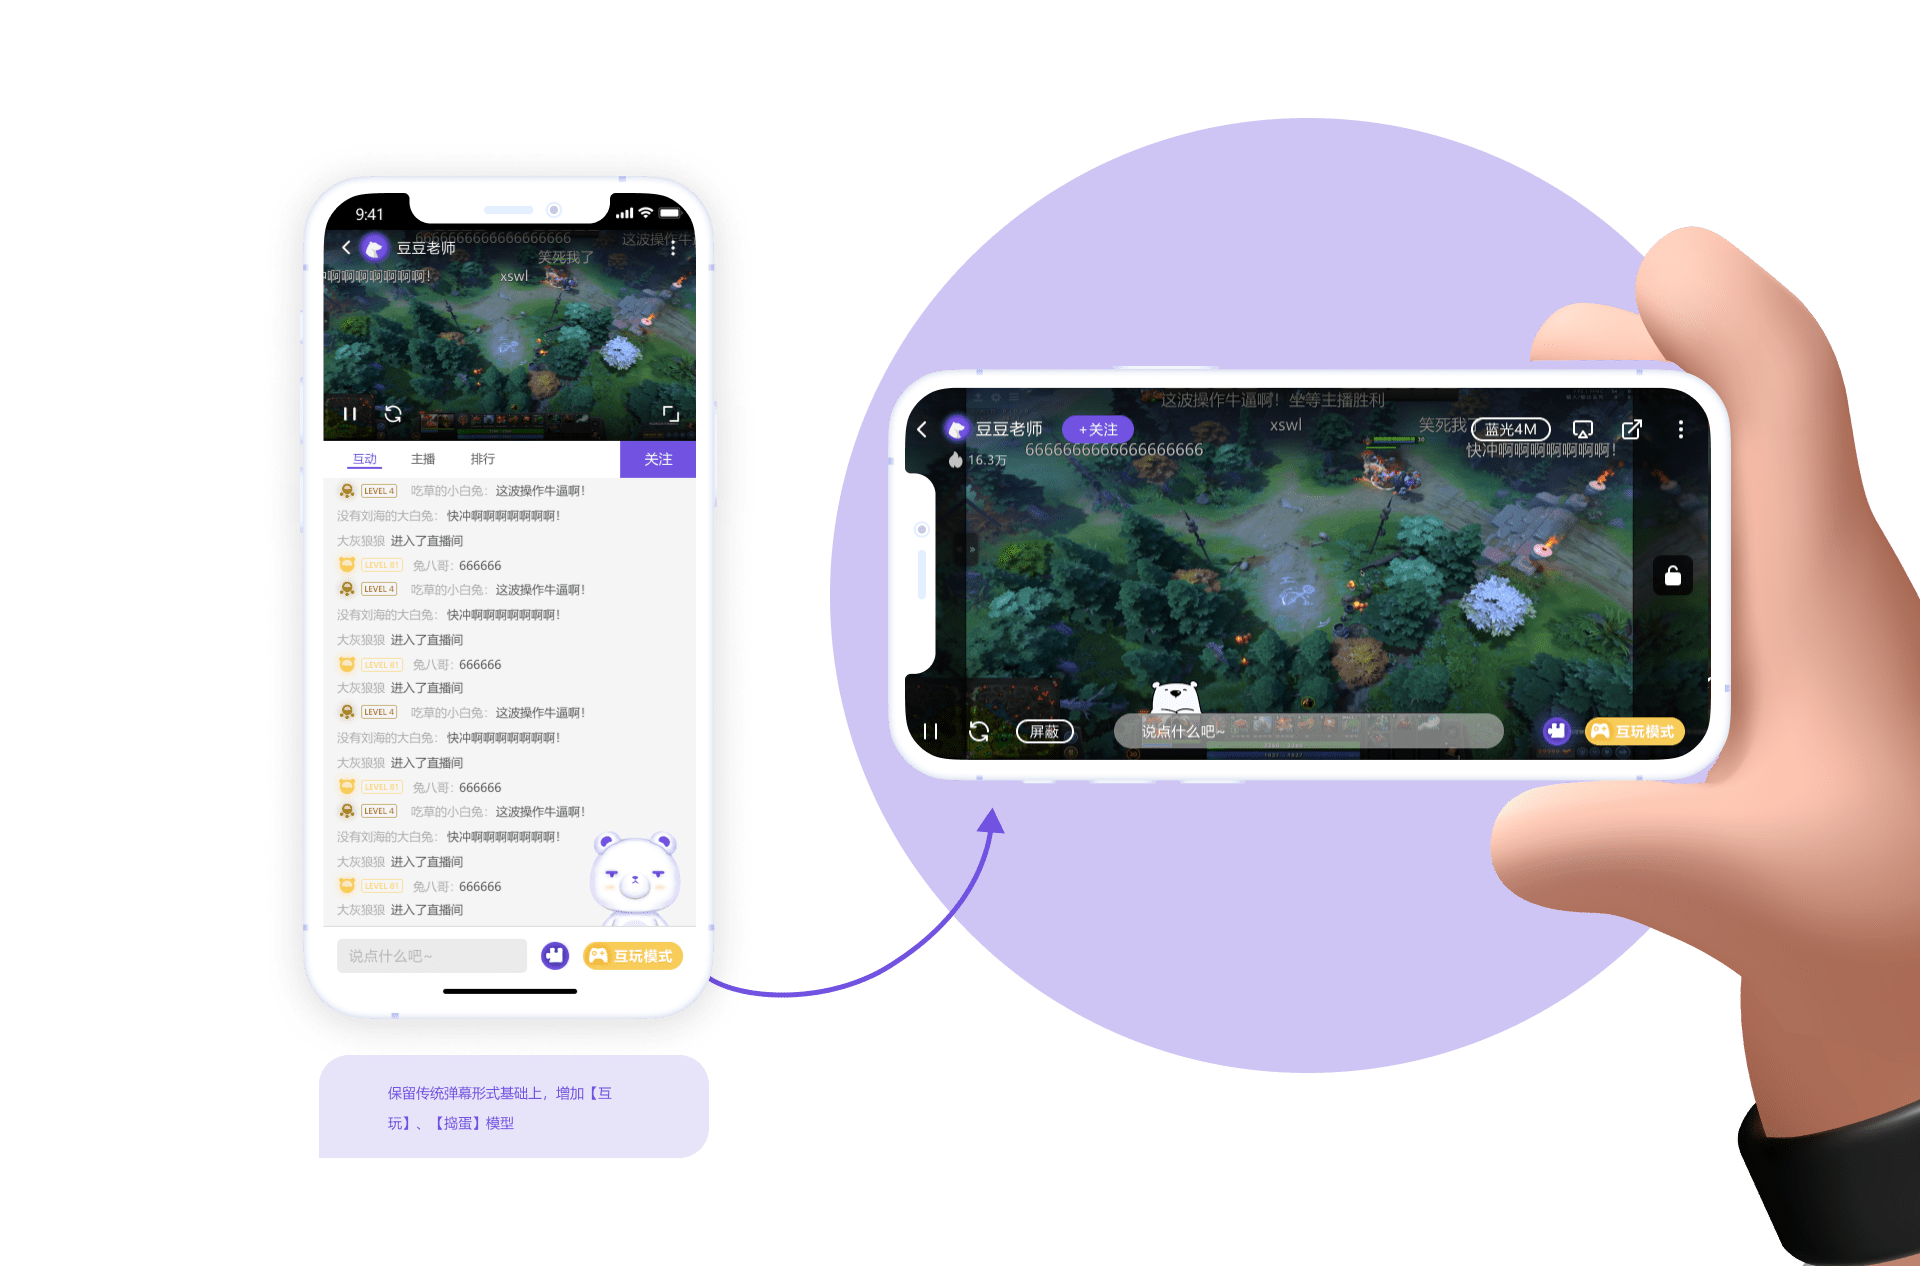 9:41
6666666666666666666
这波操作牛
豆豆老师
笑死我了
冲啊啊啊啊啊啊啊!
xswl
互动
主播
排行
关注
LEVEL 4 吃草的小白兔: 这波操作牛逼啊!
没有刘海的大白兔: 快冲啊啊啊啊啊啊啊!
大灰狼狼 进入了直播间
LEVEL 81 兔八哥: 666666
LEVEL 4 吃草的小白兔: 这波操作牛逼啊!
没有刘海的大白兔: 快冲啊啊啊啊啊啊啊!
大灰狼狼 进入了直播间
LEVEL 81 兔八哥: 666666
大灰狼狼 进入了直播间
LEVEL 4 吃草的小白兔: 这波操作牛逼啊!
没有刘海的大白兔: 快冲啊啊啊啊啊啊啊!
大灰狼狼 进入了直播间
LEVEL 81 兔八哥: 666666
LEVEL 4 吃草的小白兔: 这波操作牛逼啊!
没有刘海的大白兔: 快冲啊啊啊啊啊啊啊!
大灰狼狼 进入了直播间
LEVEL 81 兔八哥: 666666
大灰狼狼 进入了直播间
说点什么吧~
互玩模式
保留传统弹幕形式基础上，增加【互
玩】、【捣蛋】模型
这波操作牛逼啊! 坐等主播胜利
豆豆老师
+关注
xswl
笑死我了
蓝光4M
6666666666666666666
快冲啊啊啊啊啊啊啊!
16.3万
屏蔽
说点什么吧~
互玩模式